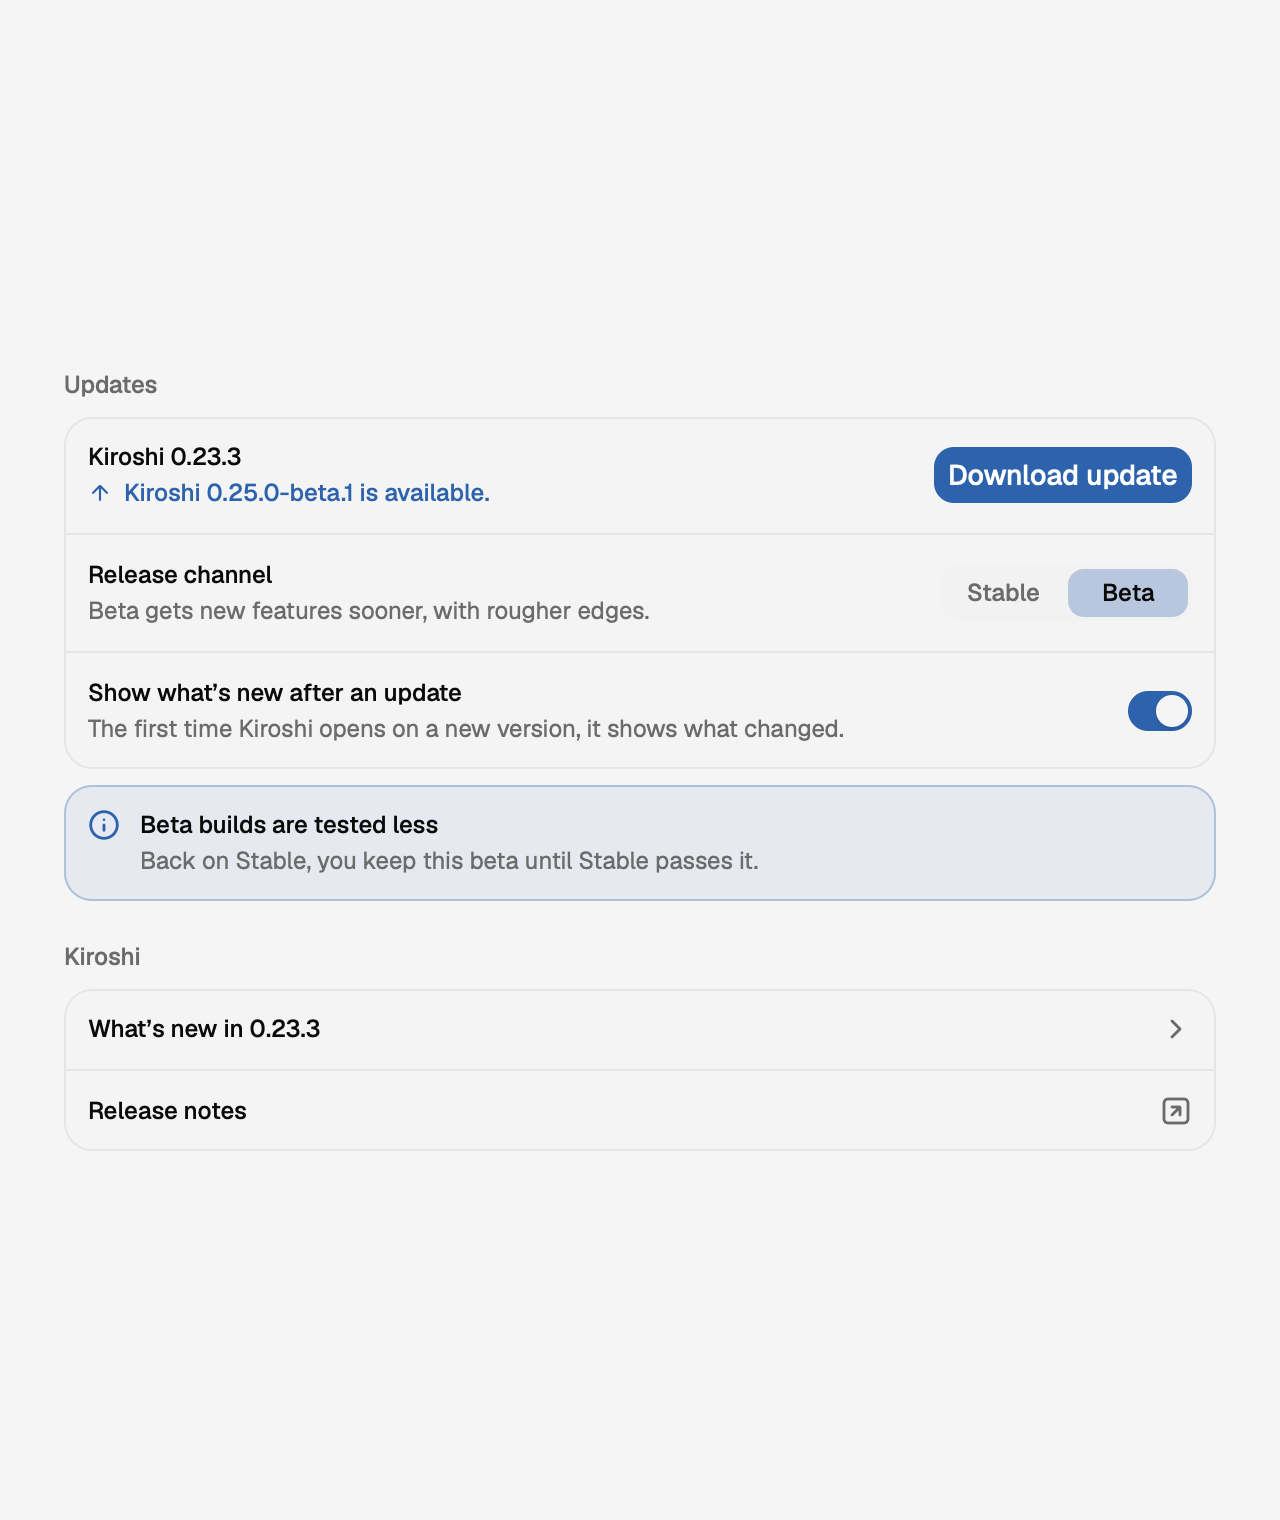 Updates
Kiroshi 0.23.3
Kiroshi 0.25.0-beta.1 is available.
Download update
Release channel
Beta gets new features sooner, with rougher edges.
Stable
Beta
Show what’s new after an update
The first time Kiroshi opens on a new version, it shows what changed.
Beta builds are tested less
Back on Stable, you keep this beta until Stable passes it.
Kiroshi
What’s new in 0.23.3
Release notes